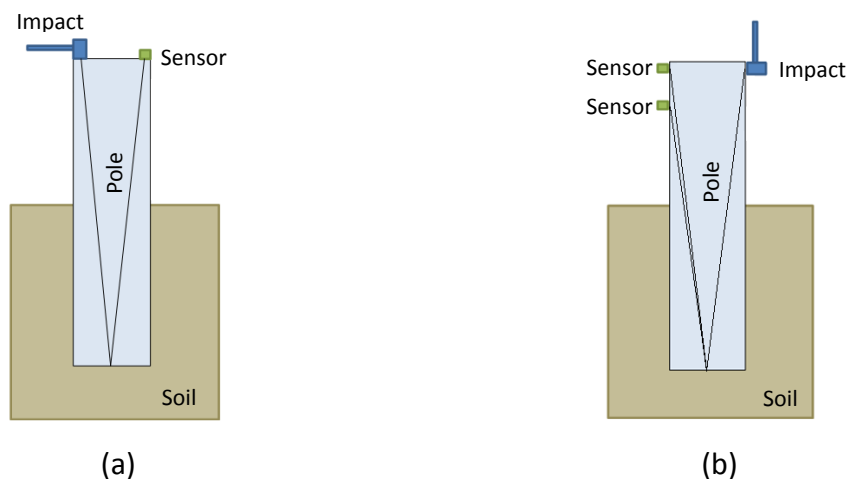 Impact
Sensor
Pole
Soil
(a)
Sensor
Impact
Sensor
Pole
Soil
(b)